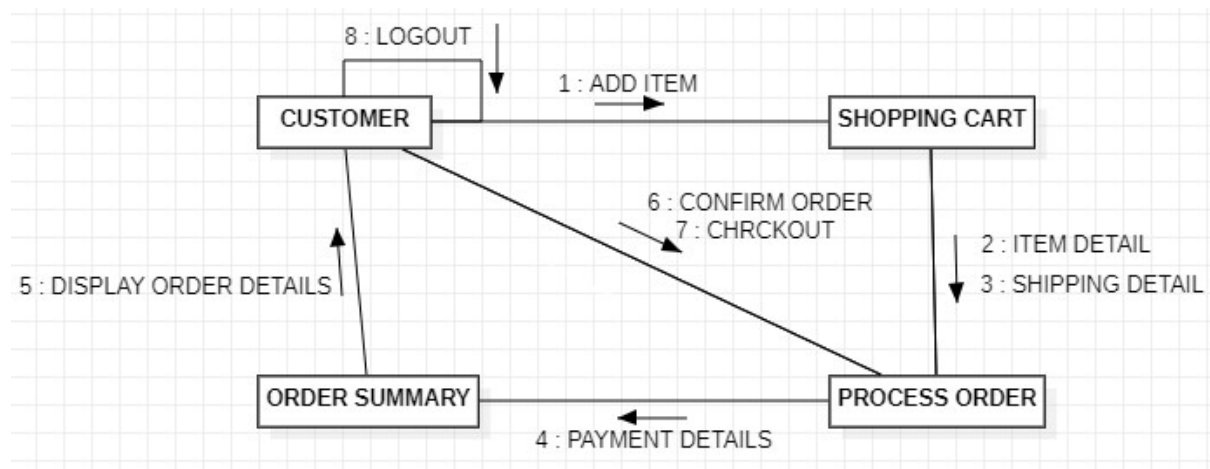 8 : LOGOUT
1 : ADD ITEM
CUSTOMER
SHOPPING CART
6 : CONFIRM ORDER
7 : CHRCKOUT
2 : ITEM DETAIL
3 : SHIPPING DETAIL
5 : DISPLAY ORDER DETAILS
ORDER SUMMARY
PROCESS ORDER
4 : PAYMENT DETAILS